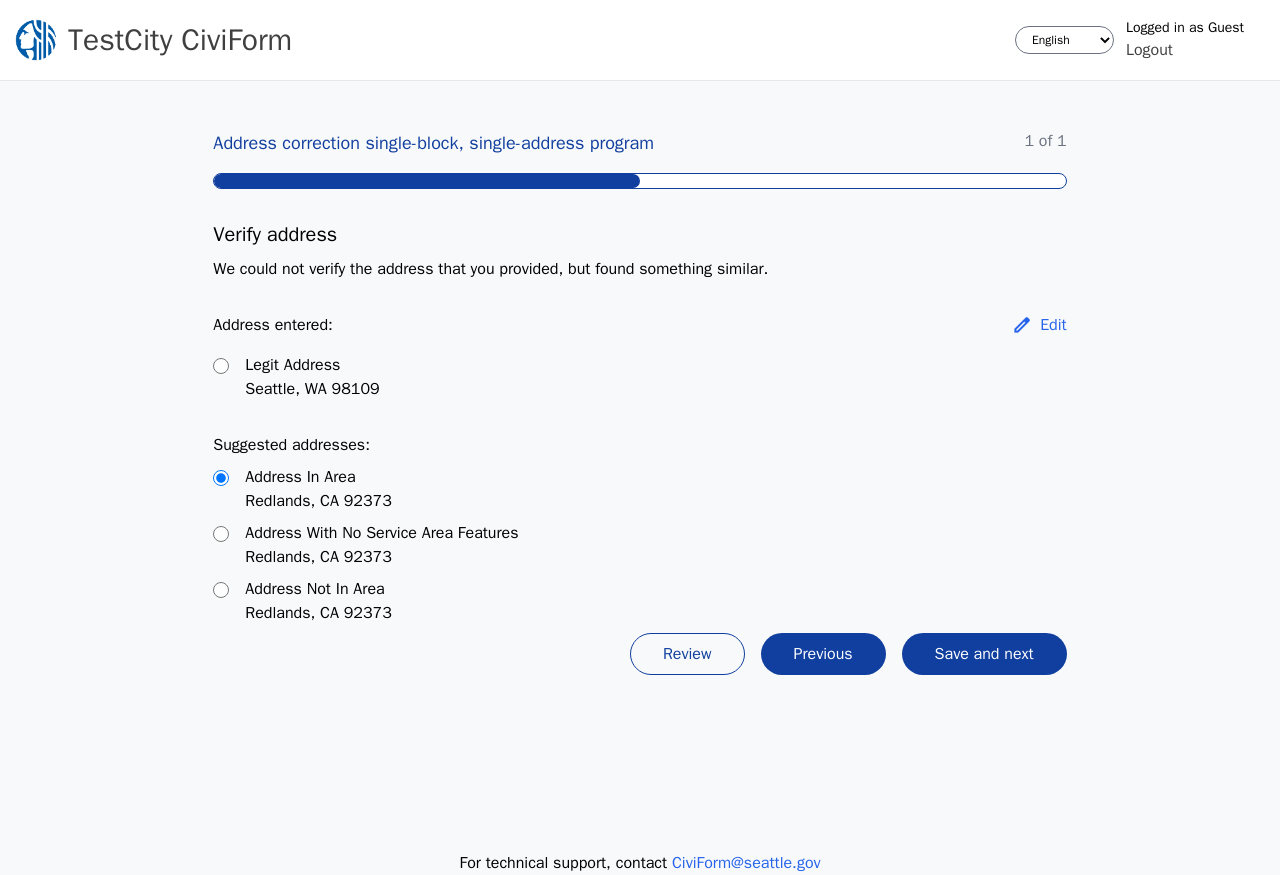 TestCity CiviForm
English
Logged in as Guest
Logout
Address correction single-block, single-address program
1 of 1
Verify address
We could not verify the address that you provided, but found something similar.
Address entered:
Edit
Legit Address
Seattle, WA 98109
Suggested addresses:
Address In Area
Redlands, CA 92373
Address With No Service Area Features
Redlands, CA 92373
Address Not In Area
Redlands, CA 92373
Review
Previous
Save and next
For technical support, contact CiviForm@seattle.gov